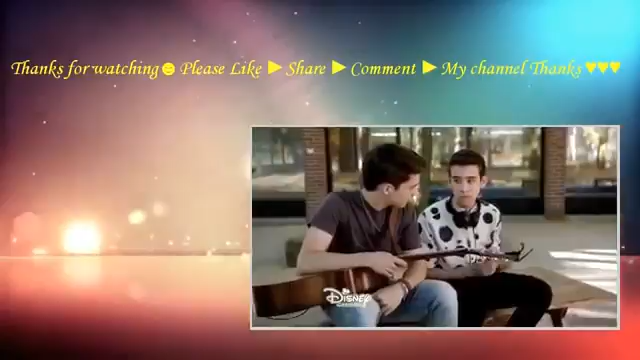 Thanks for watching☻ Please Like ►Share ►Comment ►My channel Thanks ♥♥♥
Disney